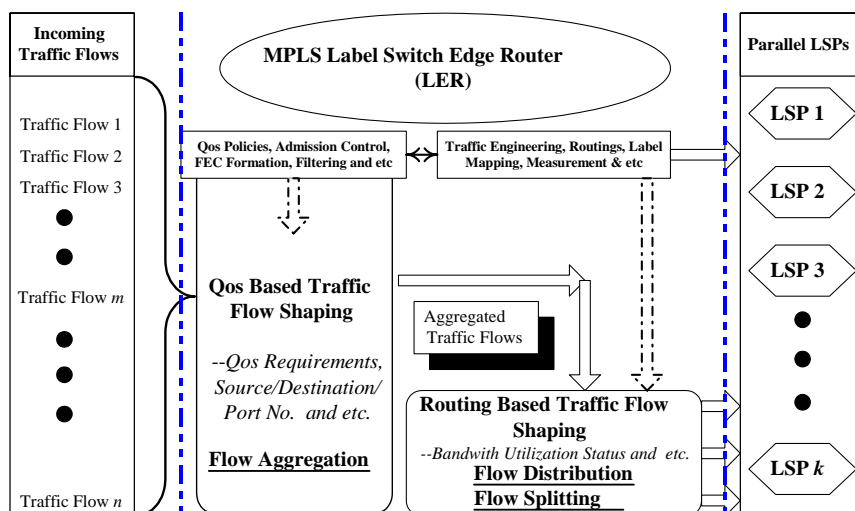 Incoming
Traffic Flows
Traffic Flow 1
Traffic Flow 2
Traffic Flow 3
Traffic Flow m
Traffic Flow n
MPLS Label Switch Edge Router
(LER)
Qos Policies, Admission Control,
FEC Formation, Filtering and etc
Traffic Engineering, Routings, Label
Mapping, Measurement & etc
Qos Based Traffic
Flow Shaping
--Qos Requirements,
Source/Destination/
Port No. and etc.
Flow Aggregation
Aggregated
Traffic Flows
Routing Based Traffic Flow
Shaping
--Bandwith Utilization Status and etc.
Flow Distribution
Flow Splitting
Parallel LSPs
LSP 1
LSP 2
LSP 3
LSP k